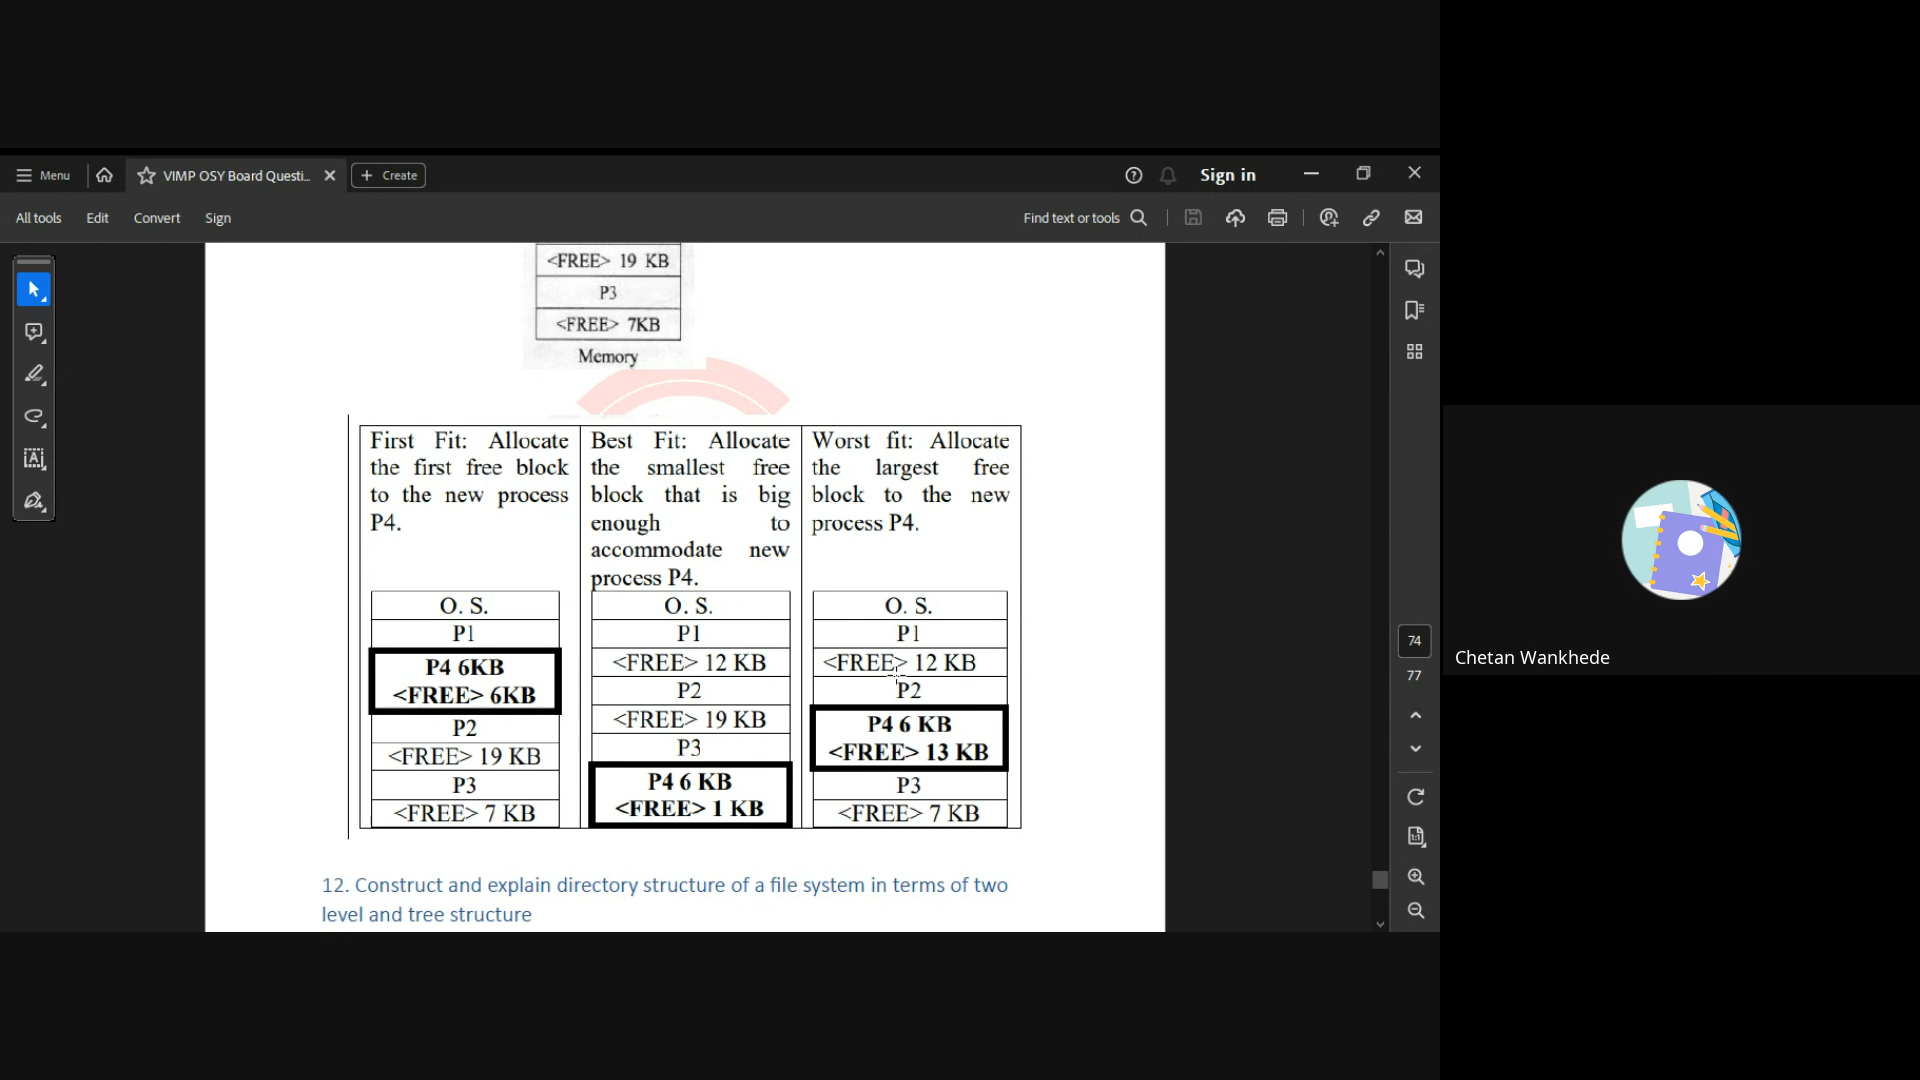 Menu
VIMP OSY Board Questi...
Create
Sign in
All tools
Edit
Convert
Sign
Find text or tools
<FREE> 19 KB
P3
<FREE> 7KB
Memory
First Fit: Allocate
the first free block
to the new process
P4.
O. S.
P1
P4 6KB
<FREE> 6KB
P2
<FREE> 19 KB
P3
<FREE> 7 KB
Best Fit: Allocate
the smallest free
block that is big
enough to
accommodate new
process P4.
O. S.
P1
<FREE> 12 KB
P2
<FREE> 19 KB
P3
P4 6 KB
<FREE> 1 KB
Worst fit: Allocate
the largest free
block to the new
process P4.
O. S.
P1
<FREE> 12 KB
P2
P4 6 KB
<FREE> 13 KB
P3
<FREE> 7 KB
12. Construct and explain directory structure of a file system in terms of two
level and tree structure
74
77
Chetan Wankhede